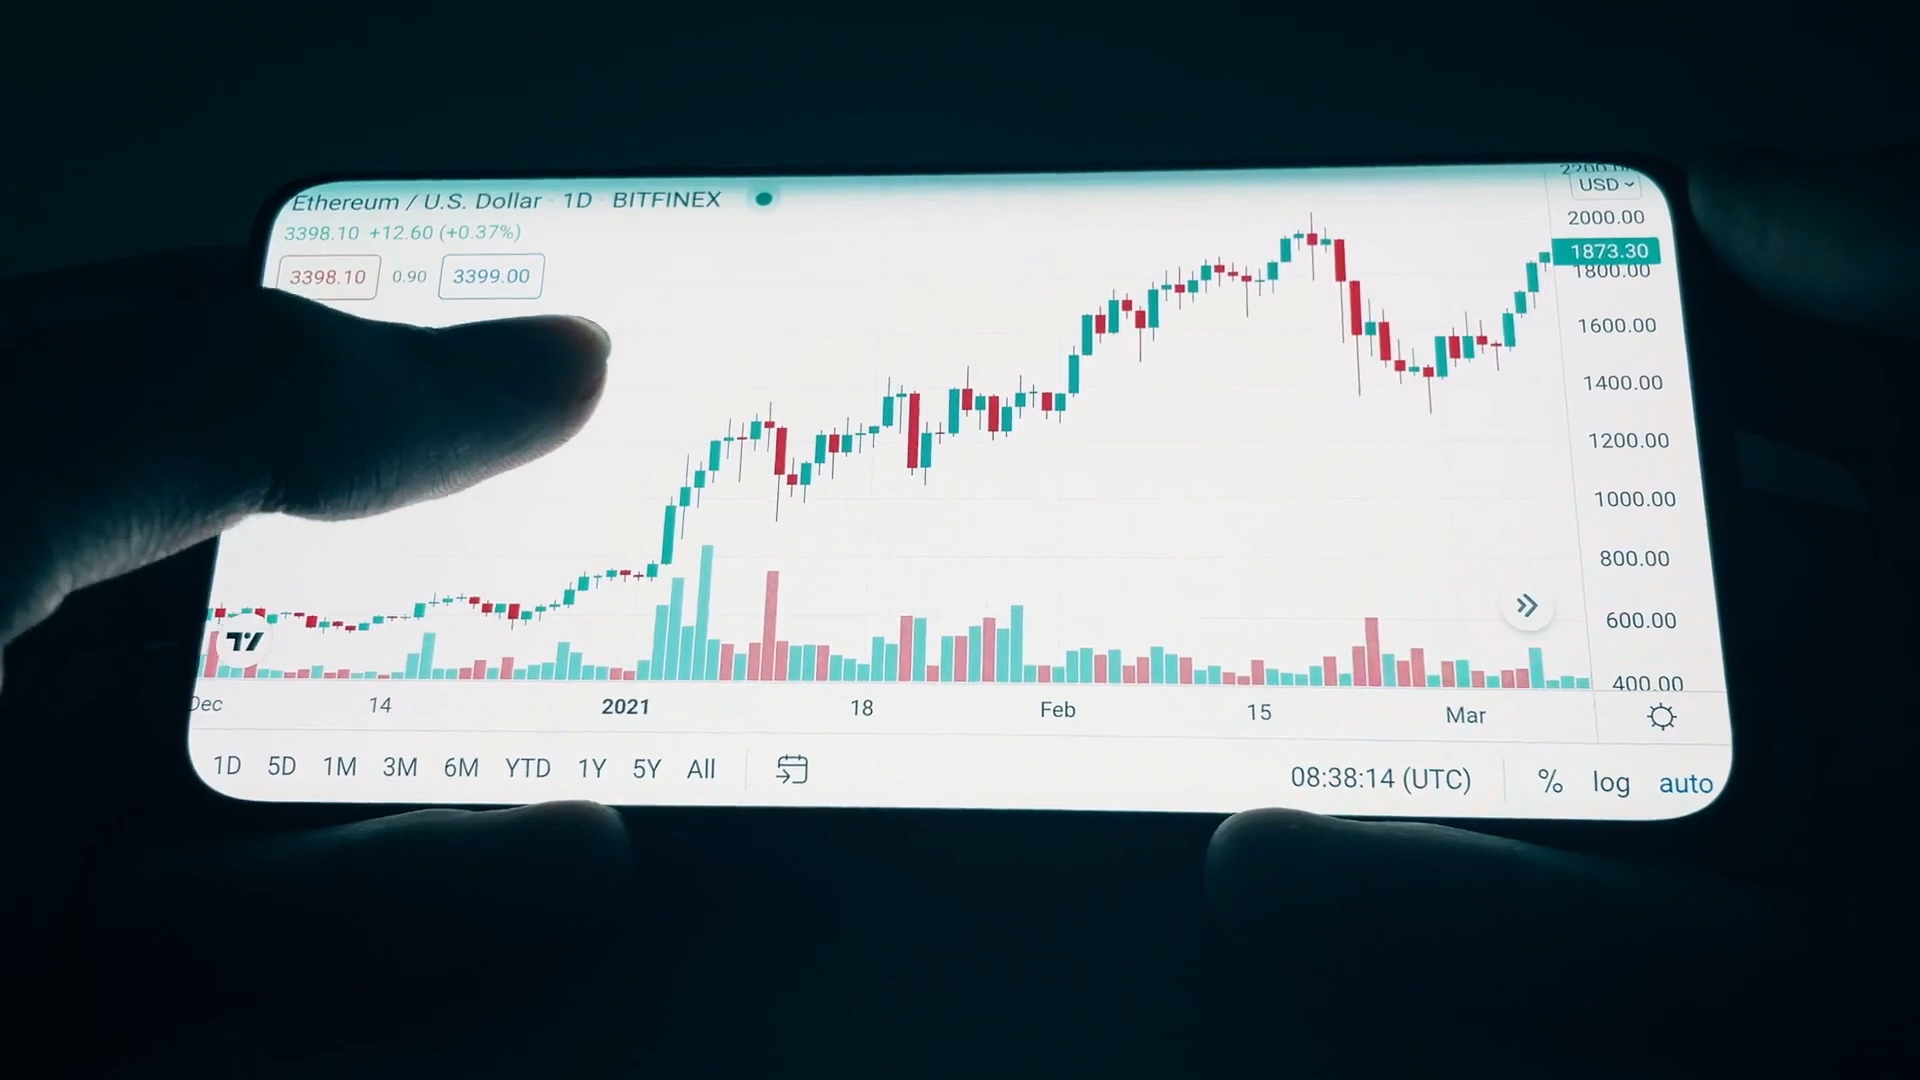 Ethereum / U.S. Dollar · 1D · BITFINEX
3398.10 +12.60 (+0.37%)
3398.10 0.90 3399.00
USD
2000.00
1873.30
1800.00
1600.00
1400.00
1200.00
1000.00
800.00
600.00
400.00
Dec 14 2021 18 Feb 15 Mar
1D 5D 1M 3M 6M YTD 1Y 5Y All 08:38:14 (UTC) % log auto